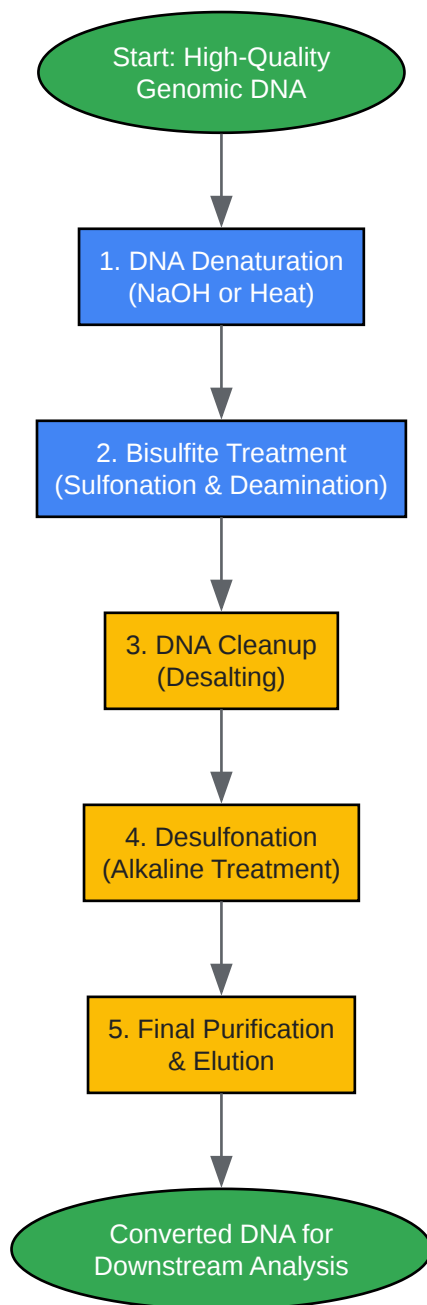 Start: High-Quality
Genomic DNA
1. DNA Denaturation
(NaOH or Heat)
2. Bisulfite Treatment
(Sulfonation & Deamination)
3. DNA Cleanup
(Desalting)
4. Desulfonation
(Alkaline Treatment)
5. Final Purification
& Elution
Converted DNA for
Downstream Analysis